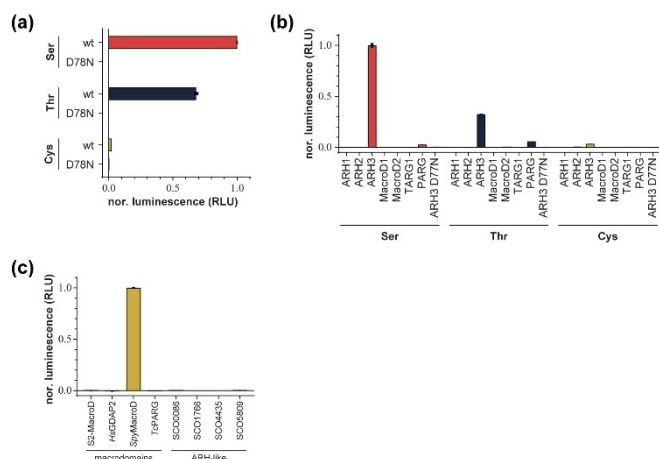 (a)
Ser
wt
D78N
Thr
wt
D78N
Cys
wt
D78N
0.0 0.5 1.0
nor. luminescence (RLU)
(b)
nor. luminescence (RLU)
1.0
0.5
0.0
ARH1 ARH2 ARH3 MacroD1 MacroD2 TARG1 PARG ARH3 D77N ARH1 ARH2 ARH3 MacroD1 MacroD2 TARG1 PARG ARH3 D77N ARH1 ARH2 ARH3 MacroD1 MacroD2 TARG1 PARG ARH3 D77N
Ser Thr Cys
(c)
nor. luminescence (RLU)
1.0
0.5
0.0
S2-MacroD HsGDAP2 SpyMacroD TcPARG SCO0086 SCO1766 SCO4435 SCO5809
macrodomains ARH-like